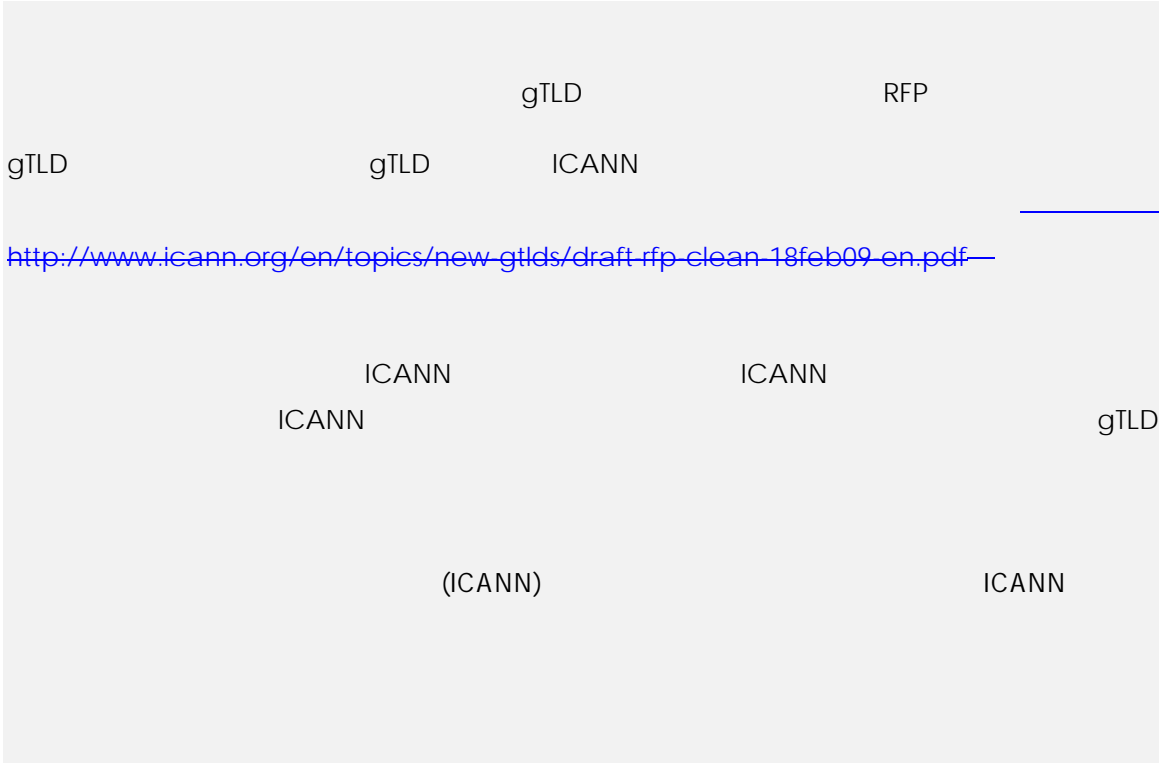 gTLD RFP
gTLD gTLD ICANN
http://www.icann.org/en/topics/new-gtlds/draft-rfp-clean-18feb09-en.pdf
ICANN ICANN
ICANN gTLD
(ICANN) ICANN